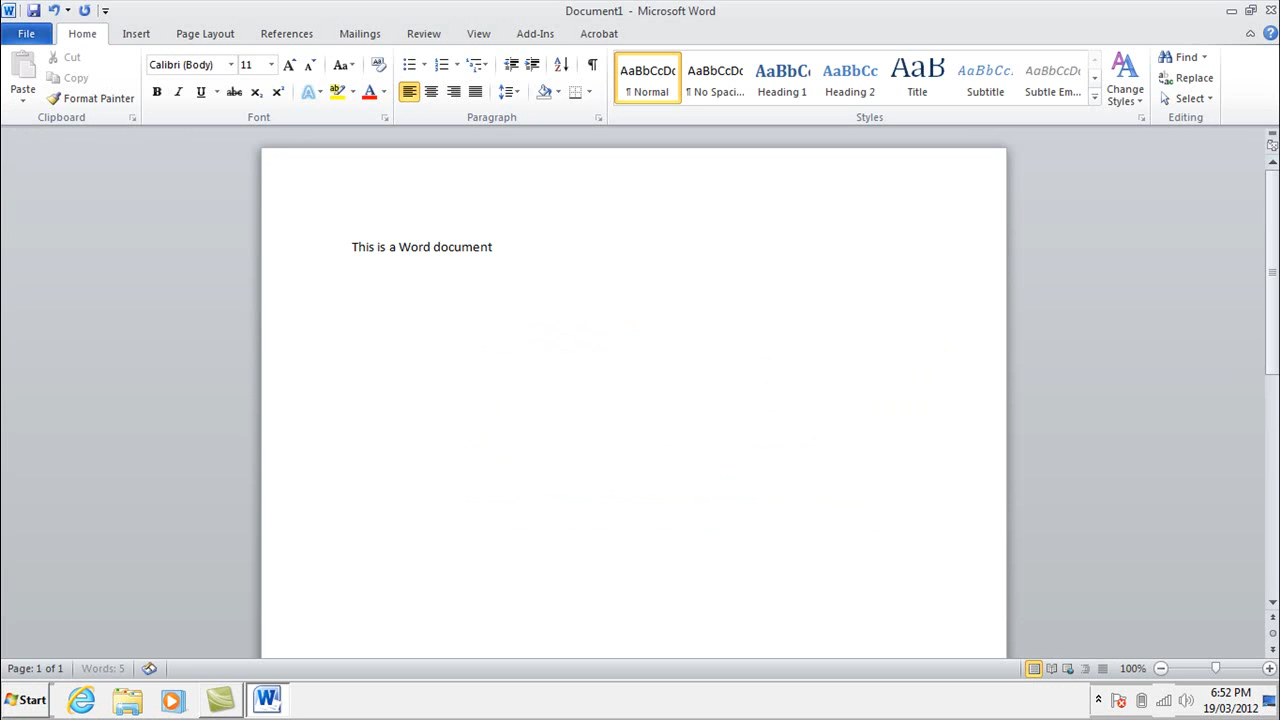 Document1 - Microsoft Word
File Home Insert Page Layout References Mailings Review View Add-Ins Acrobat
Paste
Cut
Copy
Format Painter
Clipboard
Calibri (Body) 11
Font
Paragraph
AaBbCcDc AaBbCcDc AaBbC AaBbCc AaB AaBbCc. AaBbCcDc
¶ Normal ¶ No Spaci... Heading 1 Heading 2 Title Subtitle Subtle Em...
Change
Styles
Styles
Find
Replace
Select
Editing
This is a Word document
Page: 1 of 1 Words: 5 100%
Start 6:52 PM
19/03/2012